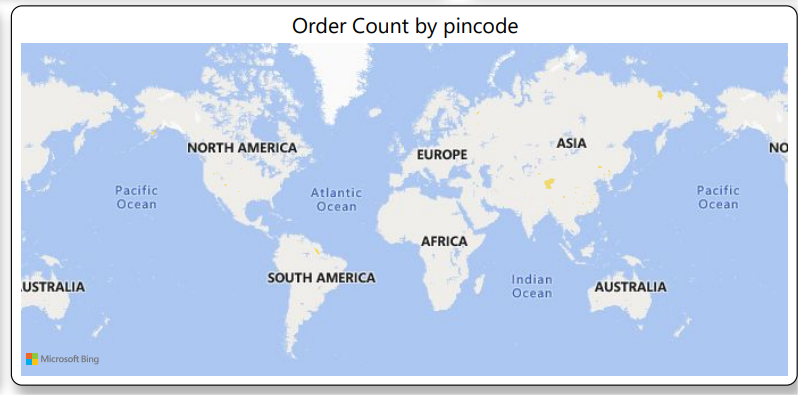 Order Count by pincode
NORTH AMERICA
EUROPE
ASIA
NO
Pacific
Ocean
Atlantic
Ocean
Pacific
Ocean
AFRICA
SOUTH AMERICA
Indian
Ocean
USTRALIA
AUSTRALIA
Microsoft Bing